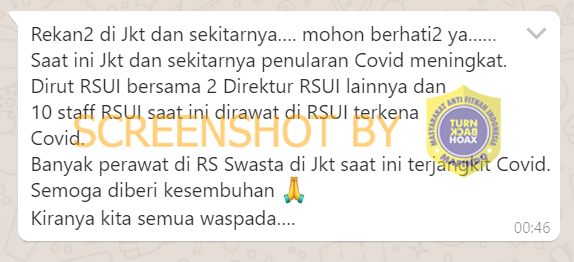 Rekan2 di Jkt dan sekitarnya.... mohon berhati2 ya......
Saat ini Jkt dan sekitarnya penularan Covid meningkat.
Dirut RSUI bersama 2 Direktur RSUI lainnya dan
10 staff RSUI saat ini dirawat di RSUI terkena
Covid.
SCREENSHOT BY
MASYARAKAT ANTI FITNAH INDONESIA
TURN
BACK
HOAX
MAFINDO
Banyak perawat di RS Swasta di Jkt saat ini terjangkit Covid.
Semoga diberi kesembuhan 🙏
Kiranya kita semua waspada....
00:46